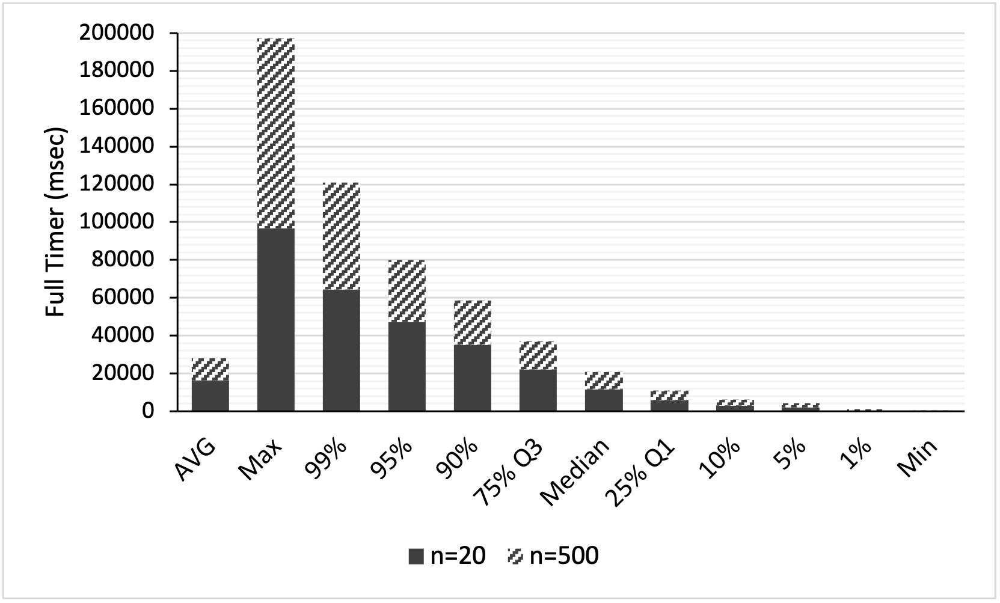 Full Timer (msec)
200000
180000
160000
140000
120000
100000
80000
60000
40000
20000
0
AVG
Max
99%
95%
90%
75% Q3
Median
25% Q1
10%
5%
1%
Min
n=20
n=500